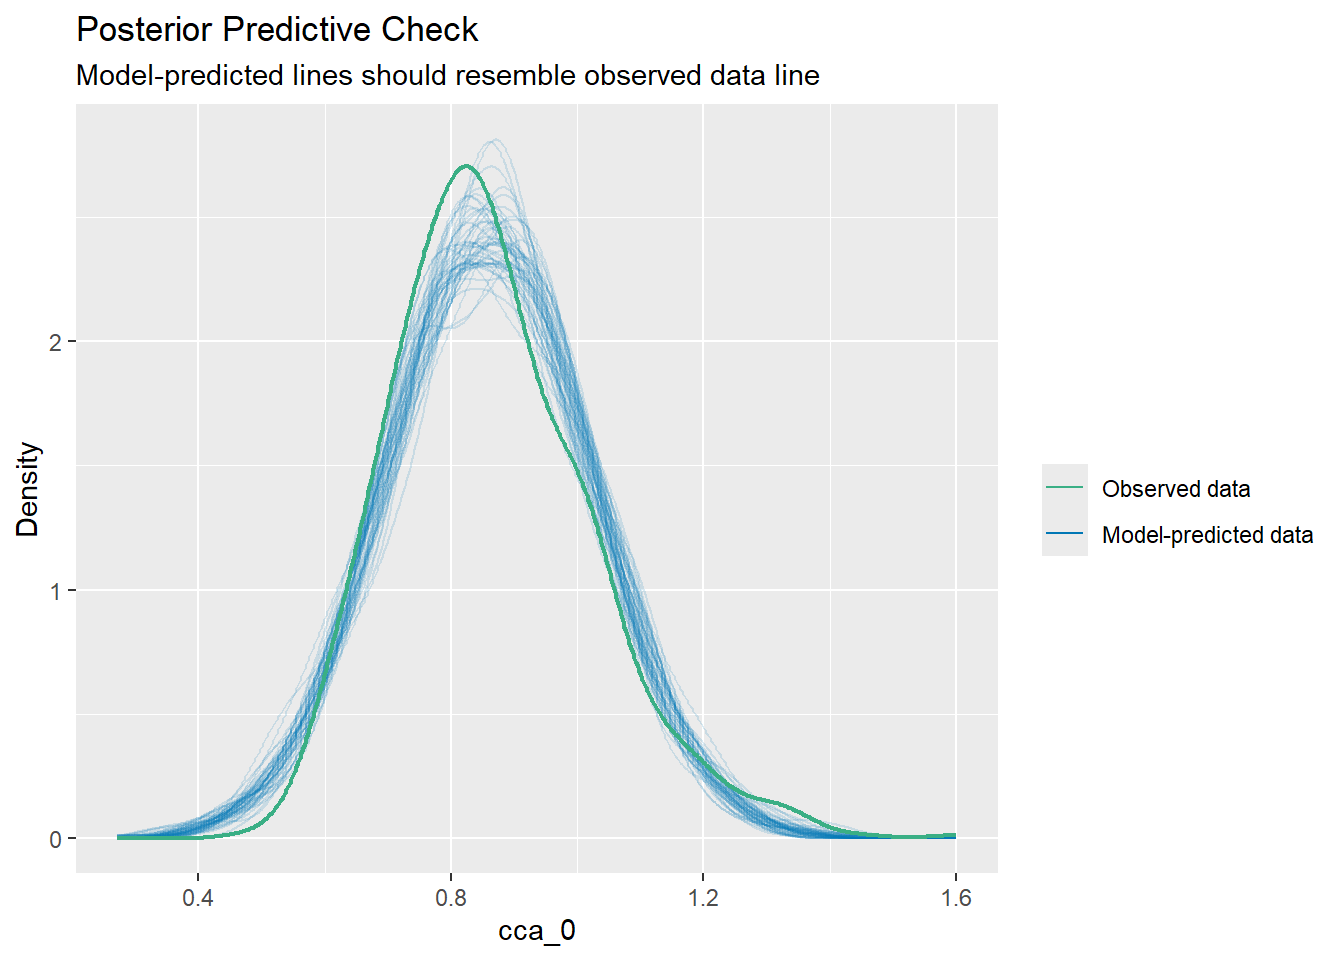 Posterior Predictive Check
Model-predicted lines should resemble observed data line
Density
2
1
0
0.4
0.8
1.2
1.6
cca_0
Observed data
Model-predicted data